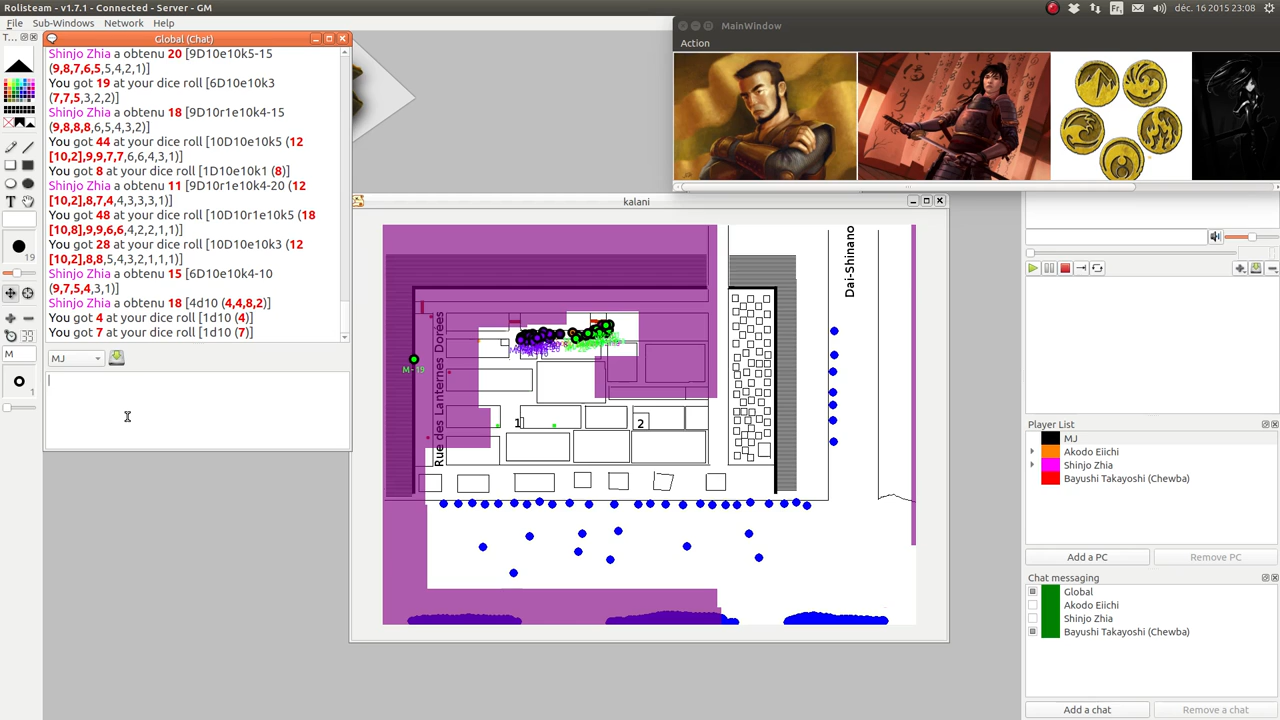 Rolisteam - v1.7.1 - Connected - Server - GM
Fr1
déc. 16 2015 23:08
File Sub-Windows Network Help
T...
Global (Chat)
Shinjo Zhia a obtenu 20 [9D10e10k5-15
(9,8,7,6,5,5,4,2,1)]
You got 19 at your dice roll [6D10e10k3
(7,7,5,3,2,2)]
Shinjo Zhia a obtenu 18 [9D10r1e10k4-15
(9,8,8,8,6,5,4,3,2)]
You got 44 at your dice roll [10D10e10k5 (12
[10,2],9,9,7,7,6,6,4,3,1)]
You got 8 at your dice roll [1D10e10k1 (8)]
Shinjo Zhia a obtenu 11 [9D10r1e10k4-20 (12
[10,2],8,7,4,4,3,3,3,1)]
You got 48 at your dice roll [10D10r1e10k5 (18
[10,8],9,9,6,6,4,2,2,1,1)]
You got 28 at your dice roll [10D10e10k3 (12
[10,2],8,8,5,4,3,2,1,1,1)]
Shinjo Zhia a obtenu 15 [6D10e10k4-10
(9,7,5,4,3,1)]
Shinjo Zhia a obtenu 18 [4d10 (4,4,8,2)]
You got 4 at your dice roll [1d10 (4)]
You got 7 at your dice roll [1d10 (7)]
MJ
19
M
1
MainWindow
Action
kalani
Dai-Shinano
Rue des Lanternes Dorées
M - 19
1
2
Player List
MJ
Akodo Eiichi
Shinjo Zhia
Bayushi Takayoshi (Chewba)
Add a PC
Remove PC
Chat messaging
Global
Akodo Eiichi
Shinjo Zhia
Bayushi Takayoshi (Chewba)
Add a chat
Remove a chat